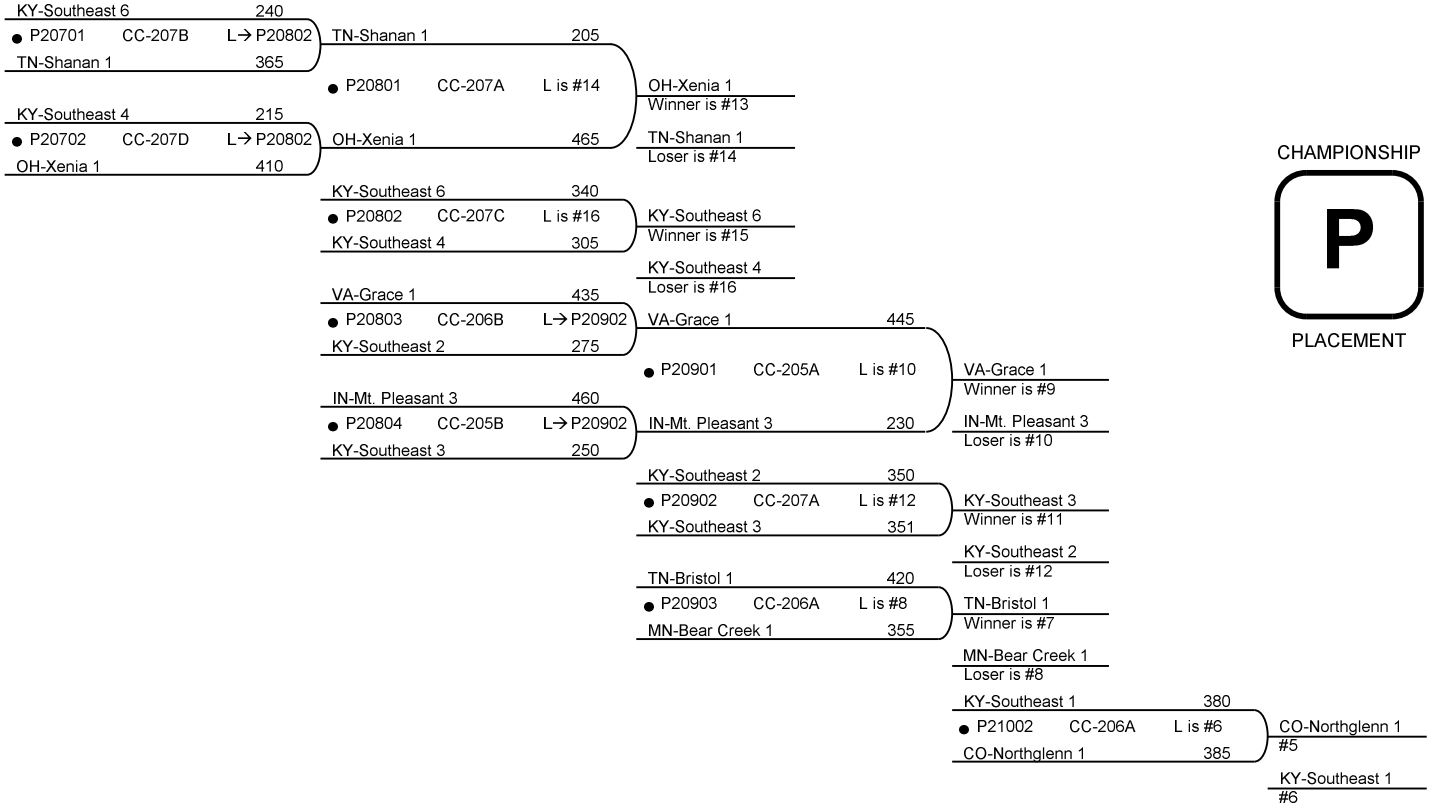 KY-Southeast 6 240
P20701 CC-207B L→P20802
TN-Shanan 1 365
TN-Shanan 1 205
P20801 CC-207A L is #14
OH-Xenia 1
Winner is #13
KY-Southeast 4 215
P20702 CC-207D L→P20802
OH-Xenia 1 410
OH-Xenia 1 465
TN-Shanan 1
Loser is #14
CHAMPIONSHIP
P
PLACEMENT
KY-Southeast 6 340
P20802 CC-207C L is #16
KY-Southeast 4 305
KY-Southeast 6
Winner is #15
KY-Southeast 4
Loser is #16
VA-Grace 1 435
P20803 CC-206B L→P20902
KY-Southeast 2 275
VA-Grace 1 445
P20901 CC-205A L is #10
VA-Grace 1
Winner is #9
IN-Mt. Pleasant 3 460
P20804 CC-205B L→P20902
KY-Southeast 3 250
IN-Mt. Pleasant 3 230
IN-Mt. Pleasant 3
Loser is #10
KY-Southeast 2 350
P20902 CC-207A L is #12
KY-Southeast 3 351
KY-Southeast 3
Winner is #11
KY-Southeast 2
Loser is #12
TN-Bristol 1 420
P20903 CC-206A L is #8
MN-Bear Creek 1 355
TN-Bristol 1
Winner is #7
MN-Bear Creek 1
Loser is #8
KY-Southeast 1 380
P21002 CC-206A L is #6
CO-Northglenn 1 385
CO-Northglenn 1
#5
KY-Southeast 1
#6